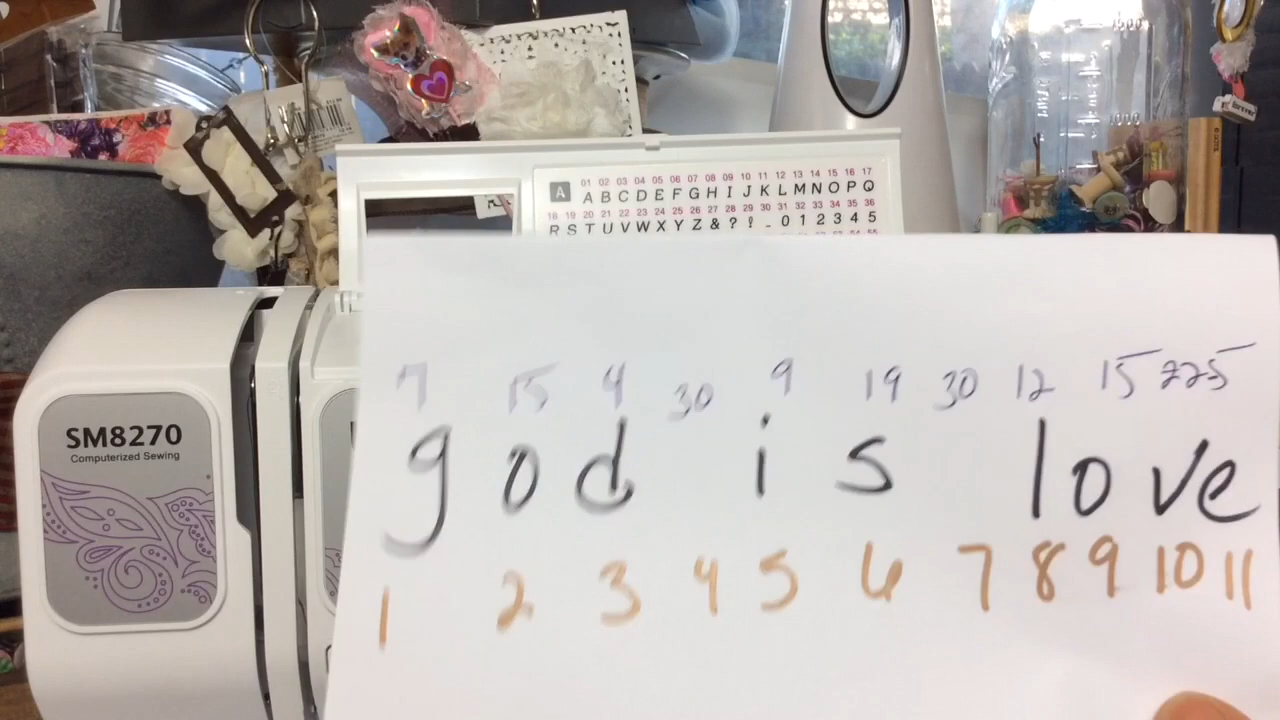 forever
1000
A
01 02 03 04 05 06 07 08 09 10 11 12 13 14 15 16 17
A B C D E F G H I J K L M N O P Q
18 19 20 21 22 23 24 25 26 27 28 29 30 31 32 33 34 35 36
R S T U V W X Y Z & ? ! _ 0 1 2 3 4 5
7 15 4 30 9 19 30 12 15 22 5
god is love
1 2 3 4 5 6 7 8 9 10 11
SM8270
Computerized Sewing